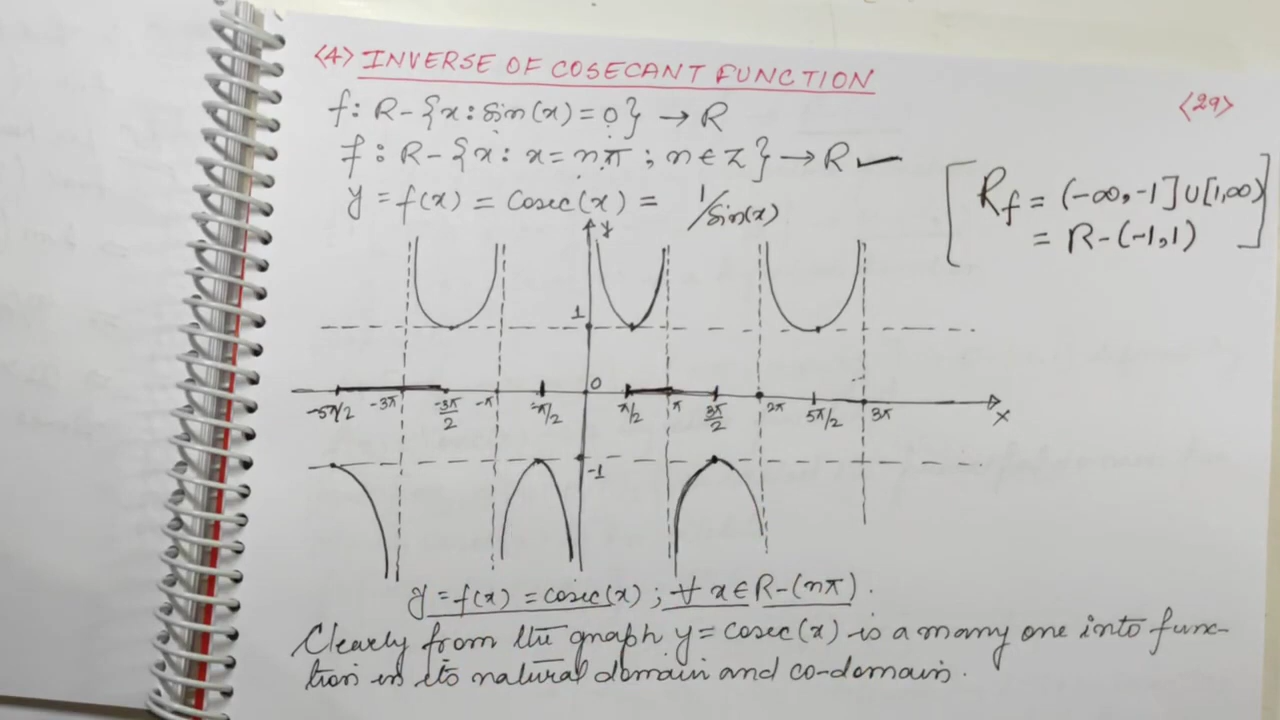 <4> INVERSE OF COSECANT FUNCTION
<29>
f: R-{x: sin(x)=0} → R
f: R-{x: x=nπ ; n∈Z} → R ✓
y = f(x) = cosec(x) = 1/sin(x)
[ Rf = (-∞,-1]∪[1,∞)
= R-(-1,1) ]
y
1
0
-5π/2 -3π -3π/2 -π -π/2 π/2 π 3π/2 2π 5π/2 3π x
-1
y = f(x) = cosec(x) ; ∀ x∈R-(nπ).
Clearly from the graph y=cosec(x) is a many one into func-
tion in its natural domain and co-domain.